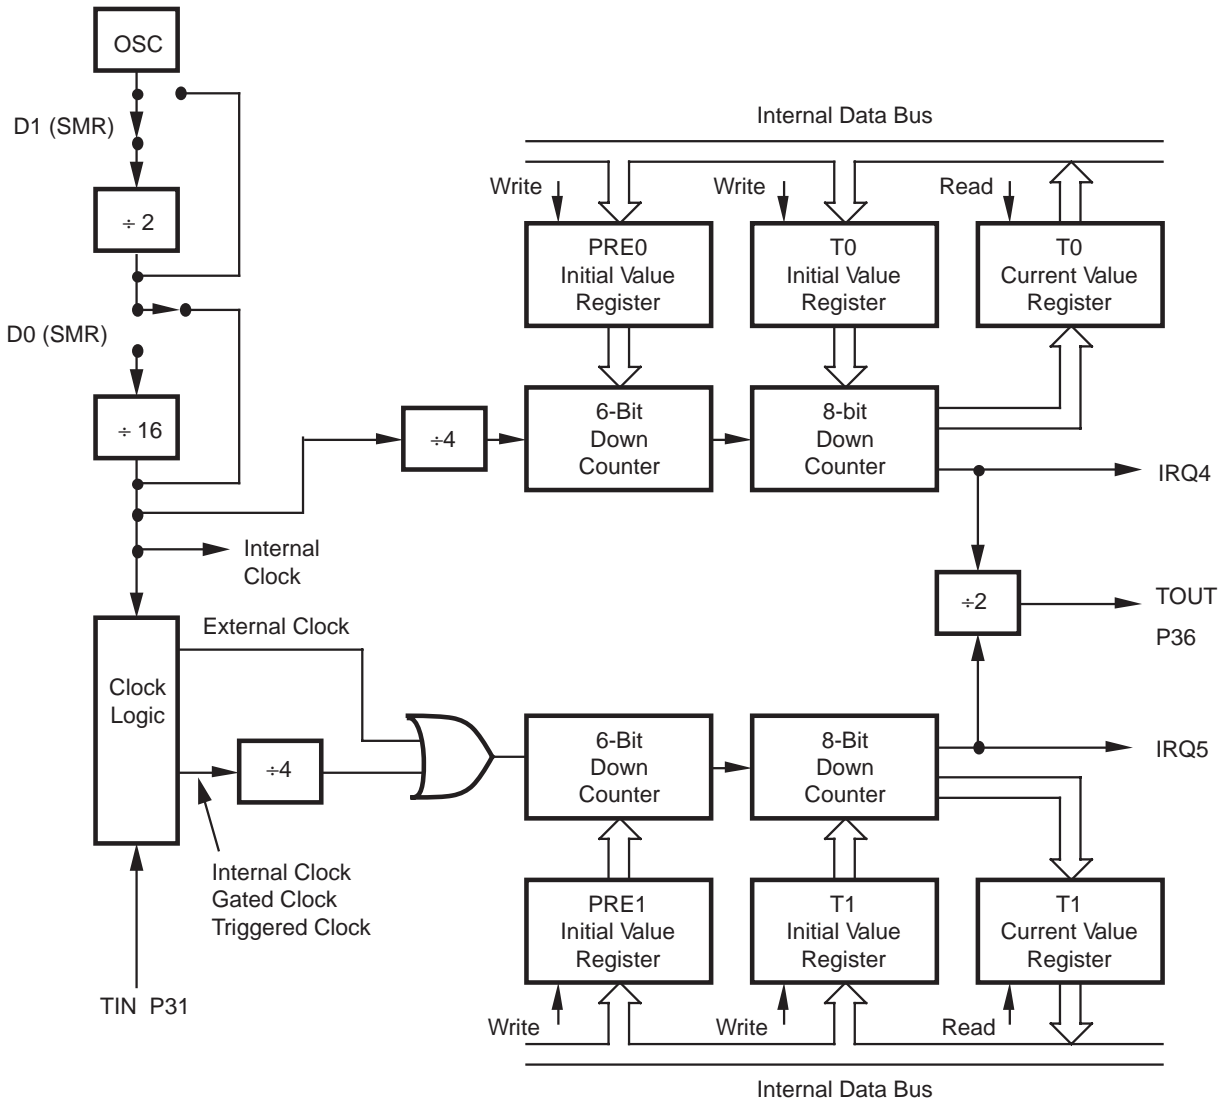 OSC
D1 (SMR)
÷ 2
D0 (SMR)
÷ 16
Internal Data Bus
Write
Write
Read
PRE0
Initial Value
Register
T0
Initial Value
Register
T0
Current Value
Register
÷4
6-Bit
Down
Counter
8-bit
Down
Counter
IRQ4
Internal
Clock
÷2
TOUT
P36
External Clock
Clock
Logic
÷4
6-Bit
Down
Counter
8-Bit
Down
Counter
IRQ5
Internal Clock
Gated Clock
Triggered Clock
PRE1
Initial Value
Register
T1
Initial Value
Register
T1
Current Value
Register
TIN P31
Write
Write
Read
Internal Data Bus